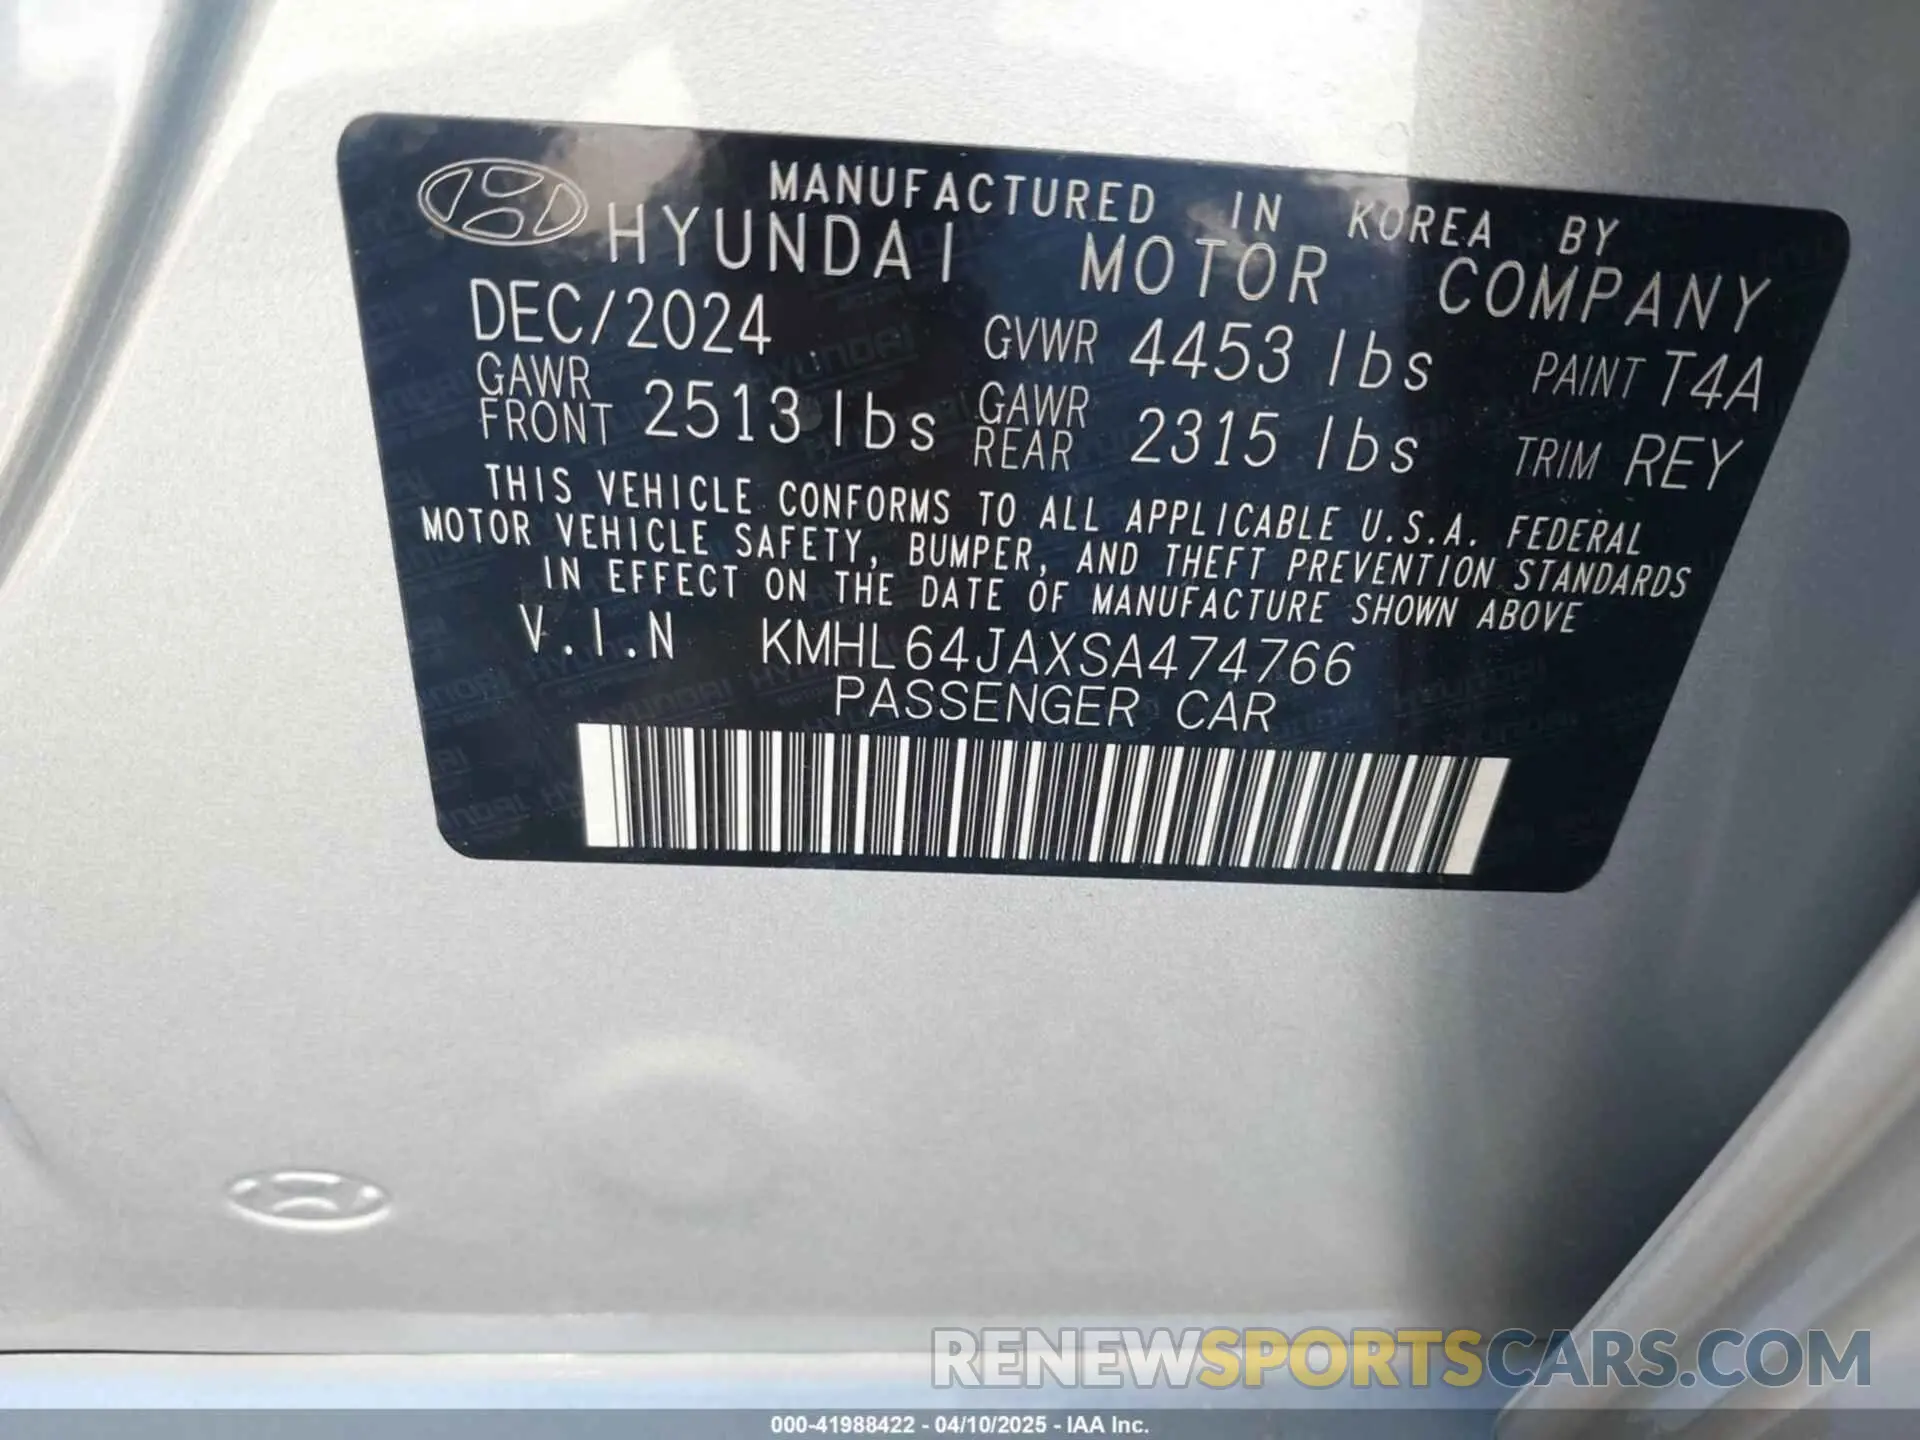 MANUFACTURED IN KOREA BY
HYUNDAI MOTOR COMPANY
DEC/2024 GVWR 4453 lbs PAINT T4A
GAWR FRONT 2513 lbs GAWR REAR 2315 lbs TRIM REY
THIS VEHICLE CONFORMS TO ALL APPLICABLE U.S.A. FEDERAL
MOTOR VEHICLE SAFETY, BUMPER, AND THEFT PREVENTION STANDARDS
IN EFFECT ON THE DATE OF MANUFACTURE SHOWN ABOVE
V.I.N KMHL64JAXSA474766
PASSENGER CAR
RENEWSPORTSCARS.COM
000-41988422 - 04/10/2025 - IAA Inc.